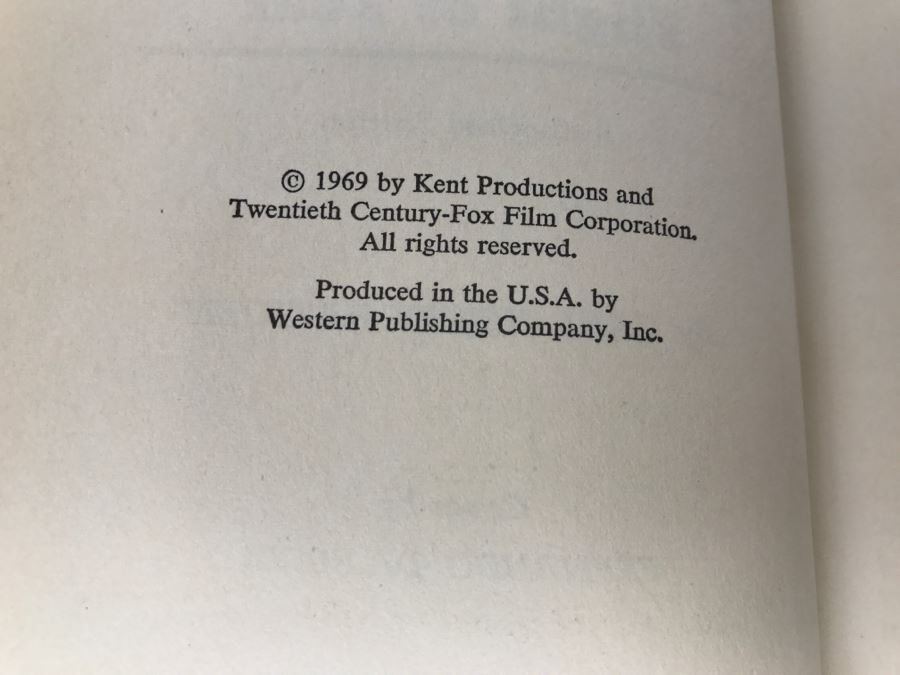 © 1969 by Kent Productions and
Twentieth Century-Fox Film Corporation.
All rights reserved.
Produced in the U.S.A. by
Western Publishing Company, Inc.